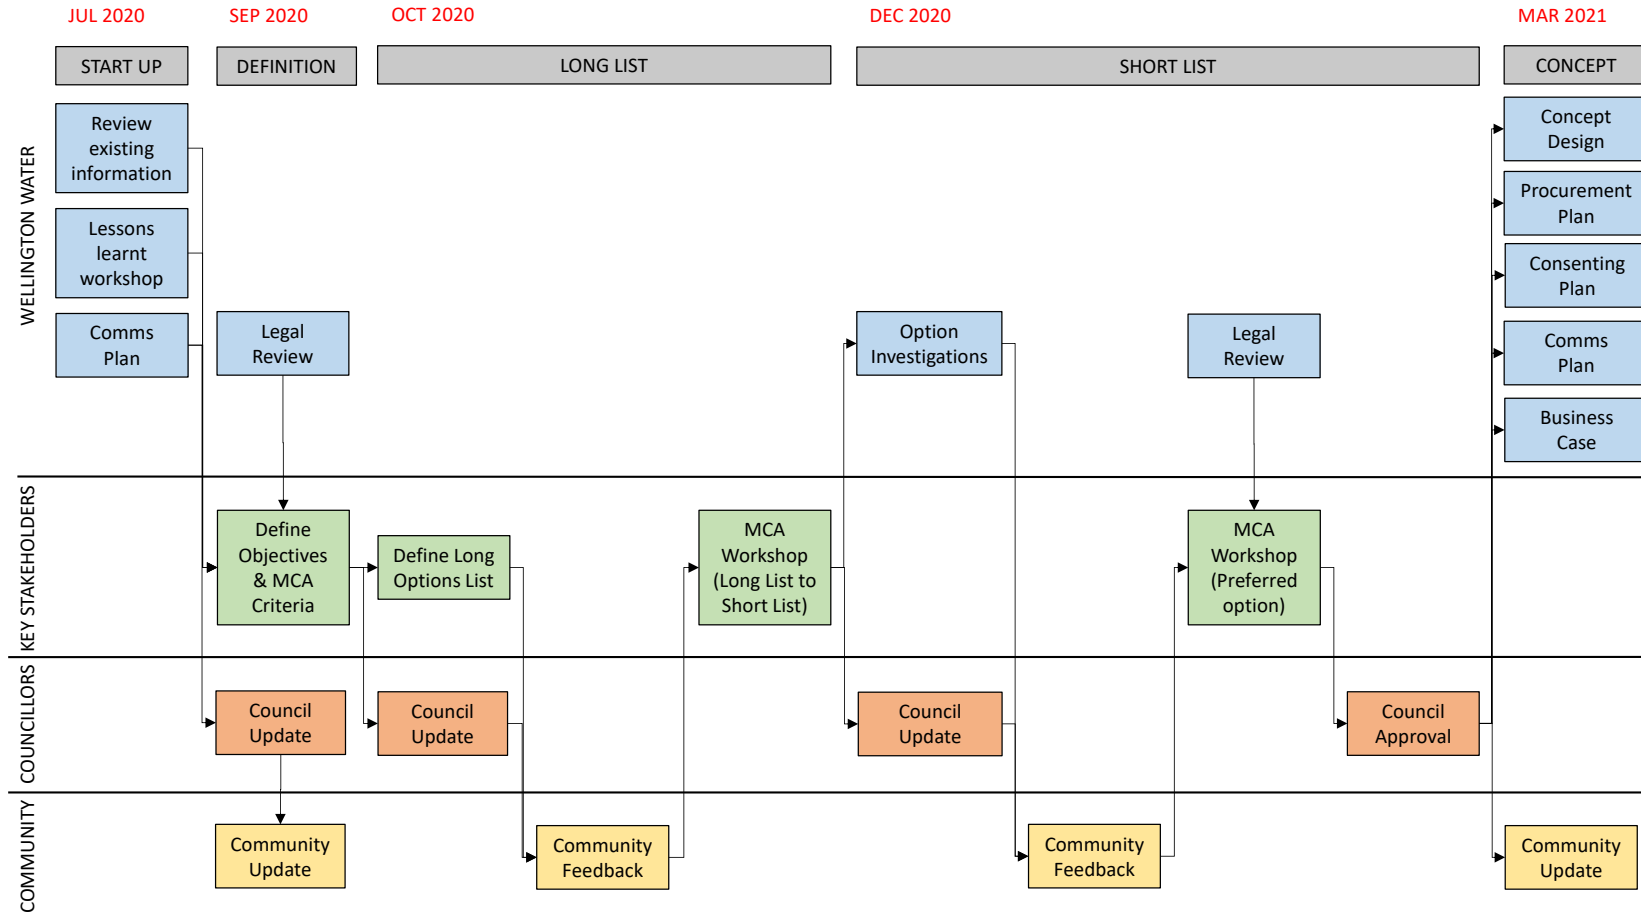 JUL 2020
SEP 2020
OCT 2020
DEC 2020
MAR 2021
START UP
DEFINITION
LONG LIST
SHORT LIST
CONCEPT
WELLINGTON WATER
Review
existing
information
Lessons
learnt
workshop
Comms
Plan
Legal
Review
Option
Investigations
Legal
Review
Concept
Design
Procurement
Plan
Consenting
Plan
Comms
Plan
Business
Case
KEY STAKEHOLDERS
Define
Objectives
& MCA
Criteria
Define Long
Options List
MCA
Workshop
(Long List to
Short List)
MCA
Workshop
(Preferred
option)
COUNCILLORS
Council
Update
Council
Update
Council
Update
Council
Approval
COMMUNITY
Community
Update
Community
Feedback
Community
Feedback
Community
Update